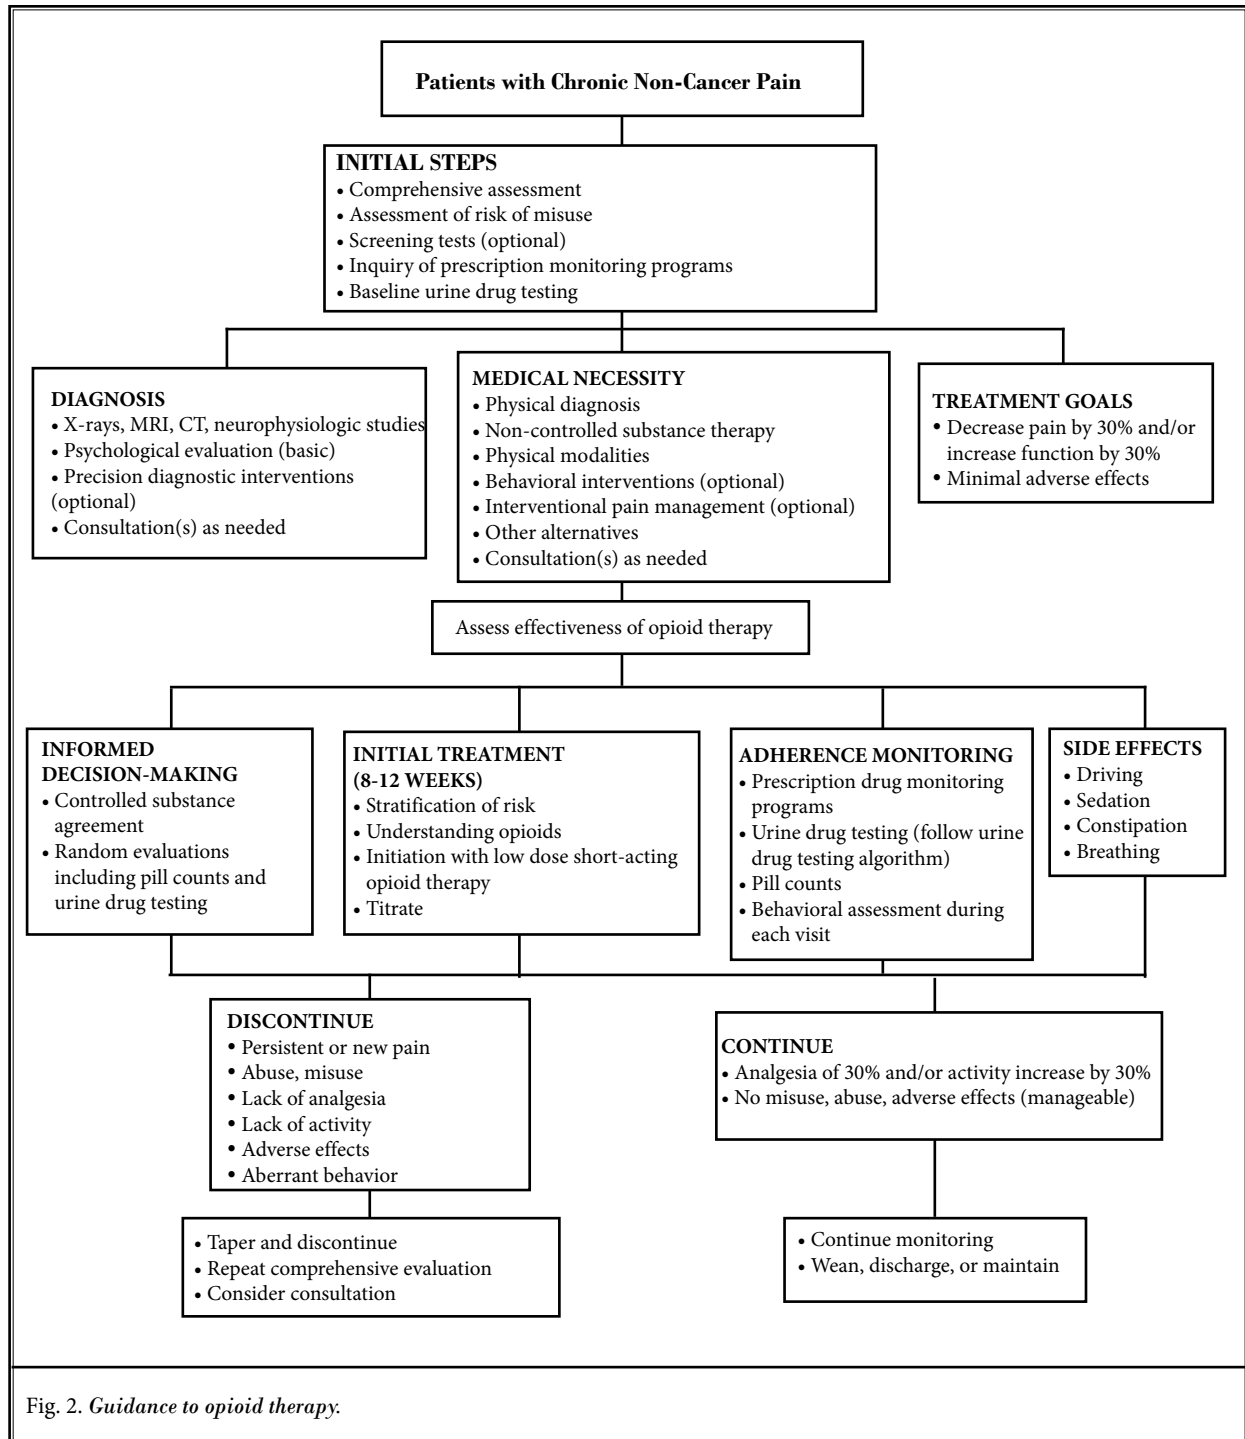 Patients with Chronic Non-Cancer Pain
INITIAL STEPS
• Comprehensive assessment
• Assessment of risk of misuse
• Screening tests (optional)
• Inquiry of prescription monitoring programs
• Baseline urine drug testing
DIAGNOSIS
• X-rays, MRI, CT, neurophysiologic studies
• Psychological evaluation (basic)
• Precision diagnostic interventions
(optional)
• Consultation(s) as needed
MEDICAL NECESSITY
• Physical diagnosis
• Non-controlled substance therapy
• Physical modalities
• Behavioral interventions (optional)
• Interventional pain management (optional)
• Other alternatives
• Consultation(s) as needed
TREATMENT GOALS
• Decrease pain by 30% and/or
increase function by 30%
• Minimal adverse effects
Assess effectiveness of opioid therapy
INFORMED
DECISION-MAKING
• Controlled substance
agreement
• Random evaluations
including pill counts and
urine drug testing
INITIAL TREATMENT
(8-12 WEEKS)
• Stratification of risk
• Understanding opioids
• Initiation with low dose short-acting
opioid therapy
• Titrate
ADHERENCE MONITORING
• Prescription drug monitoring
programs
• Urine drug testing (follow urine
drug testing algorithm)
• Pill counts
• Behavioral assessment during
each visit
SIDE EFFECTS
• Driving
• Sedation
• Constipation
• Breathing
DISCONTINUE
• Persistent or new pain
• Abuse, misuse
• Lack of analgesia
• Lack of activity
• Adverse effects
• Aberrant behavior
CONTINUE
• Analgesia of 30% and/or activity increase by 30%
• No misuse, abuse, adverse effects (manageable)
• Taper and discontinue
• Repeat comprehensive evaluation
• Consider consultation
• Continue monitoring
• Wean, discharge, or maintain
Fig. 2. Guidance to opioid therapy.